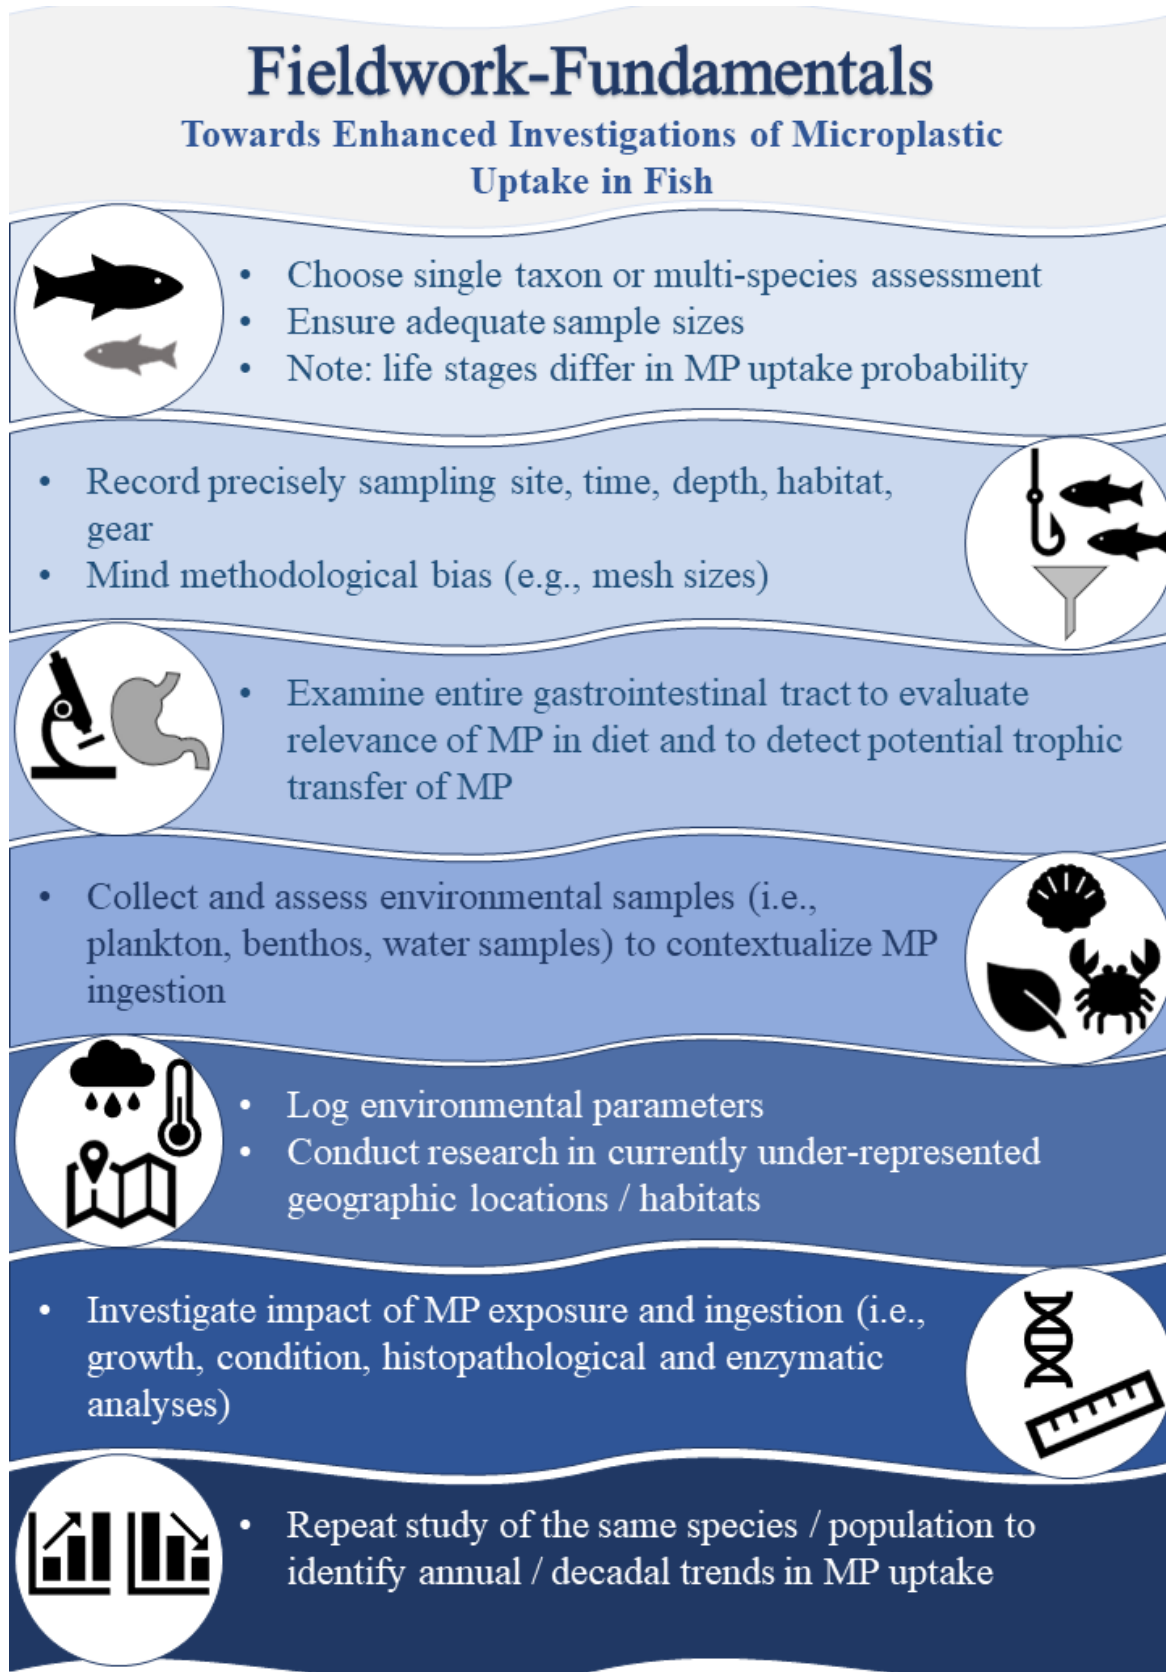 Fieldwork-Fundamentals
Towards Enhanced Investigations of Microplastic
Uptake in Fish
• Choose single taxon or multi-species assessment
• Ensure adequate sample sizes
• Note: life stages differ in MP uptake probability
• Record precisely sampling site, time, depth, habitat,
gear
• Mind methodological bias (e.g., mesh sizes)
• Examine entire gastrointestinal tract to evaluate
relevance of MP in diet and to detect potential trophic
transfer of MP
• Collect and assess environmental samples (i.e.,
plankton, benthos, water samples) to contextualize MP
ingestion
• Log environmental parameters
• Conduct research in currently under-represented
geographic locations / habitats
• Investigate impact of MP exposure and ingestion (i.e.,
growth, condition, histopathological and enzymatic
analyses)
• Repeat study of the same species / population to
identify annual / decadal trends in MP uptake